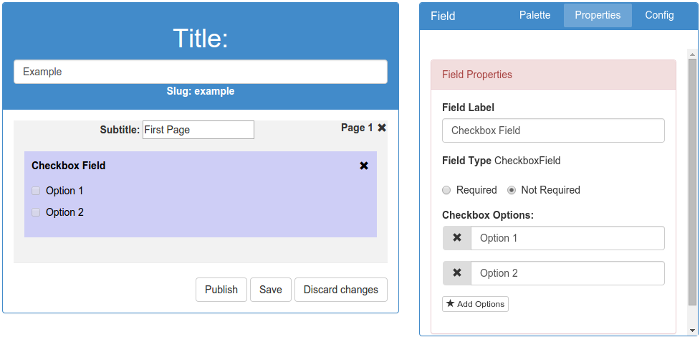 Title:
Example
Slug: example
Subtitle: First Page
Page 1 ✖
Checkbox Field ✖
Option 1
Option 2
Publish Save Discard changes
Field Palette Properties Config
Field Properties
Field Label
Checkbox Field
Field Type CheckboxField
Required Not Required
Checkbox Options:
✖ Option 1
✖ Option 2
★ Add Options